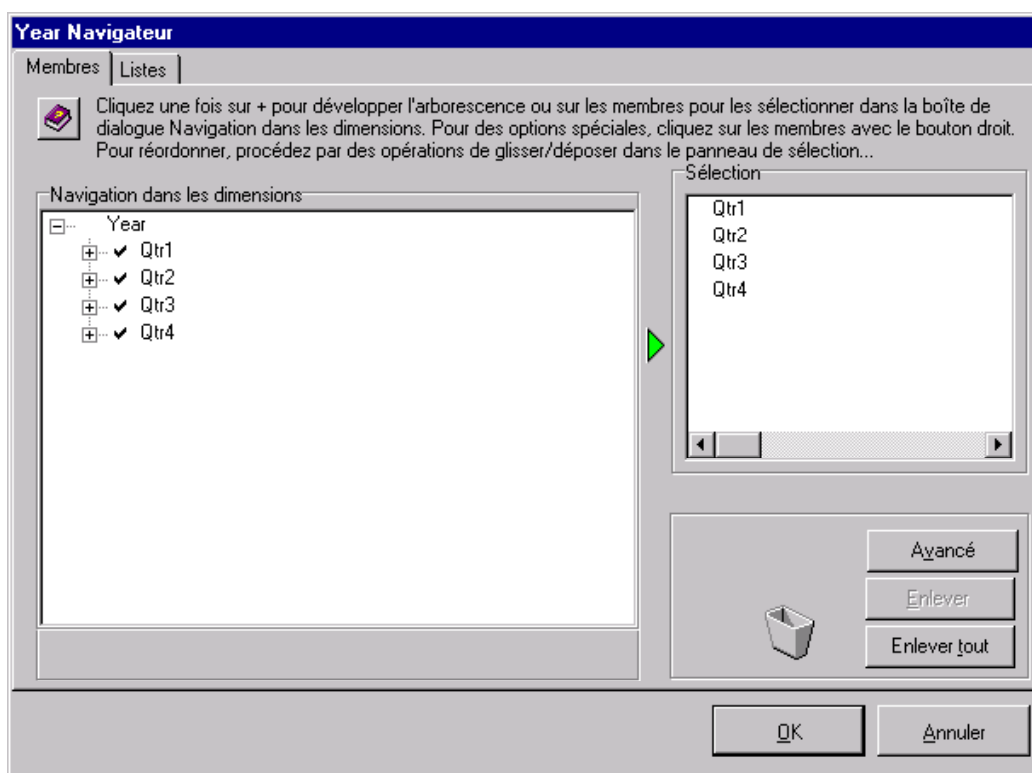 Year Navigateur
Membres
Listes
Cliquez une fois sur + pour développer l'arborescence ou sur les membres pour les sélectionner dans la boîte de
dialogue Navigation dans les dimensions. Pour des options spéciales, cliquez sur les membres avec le bouton droit.
Pour réordonner, procédez par des opérations de glisser/déposer dans le panneau de sélection...
Navigation dans les dimensions
Year
Qtr1
Qtr2
Qtr3
Qtr4
Sélection
Qtr1
Qtr2
Qtr3
Qtr4
Avancé
Enlever
Enlever tout
OK
Annuler